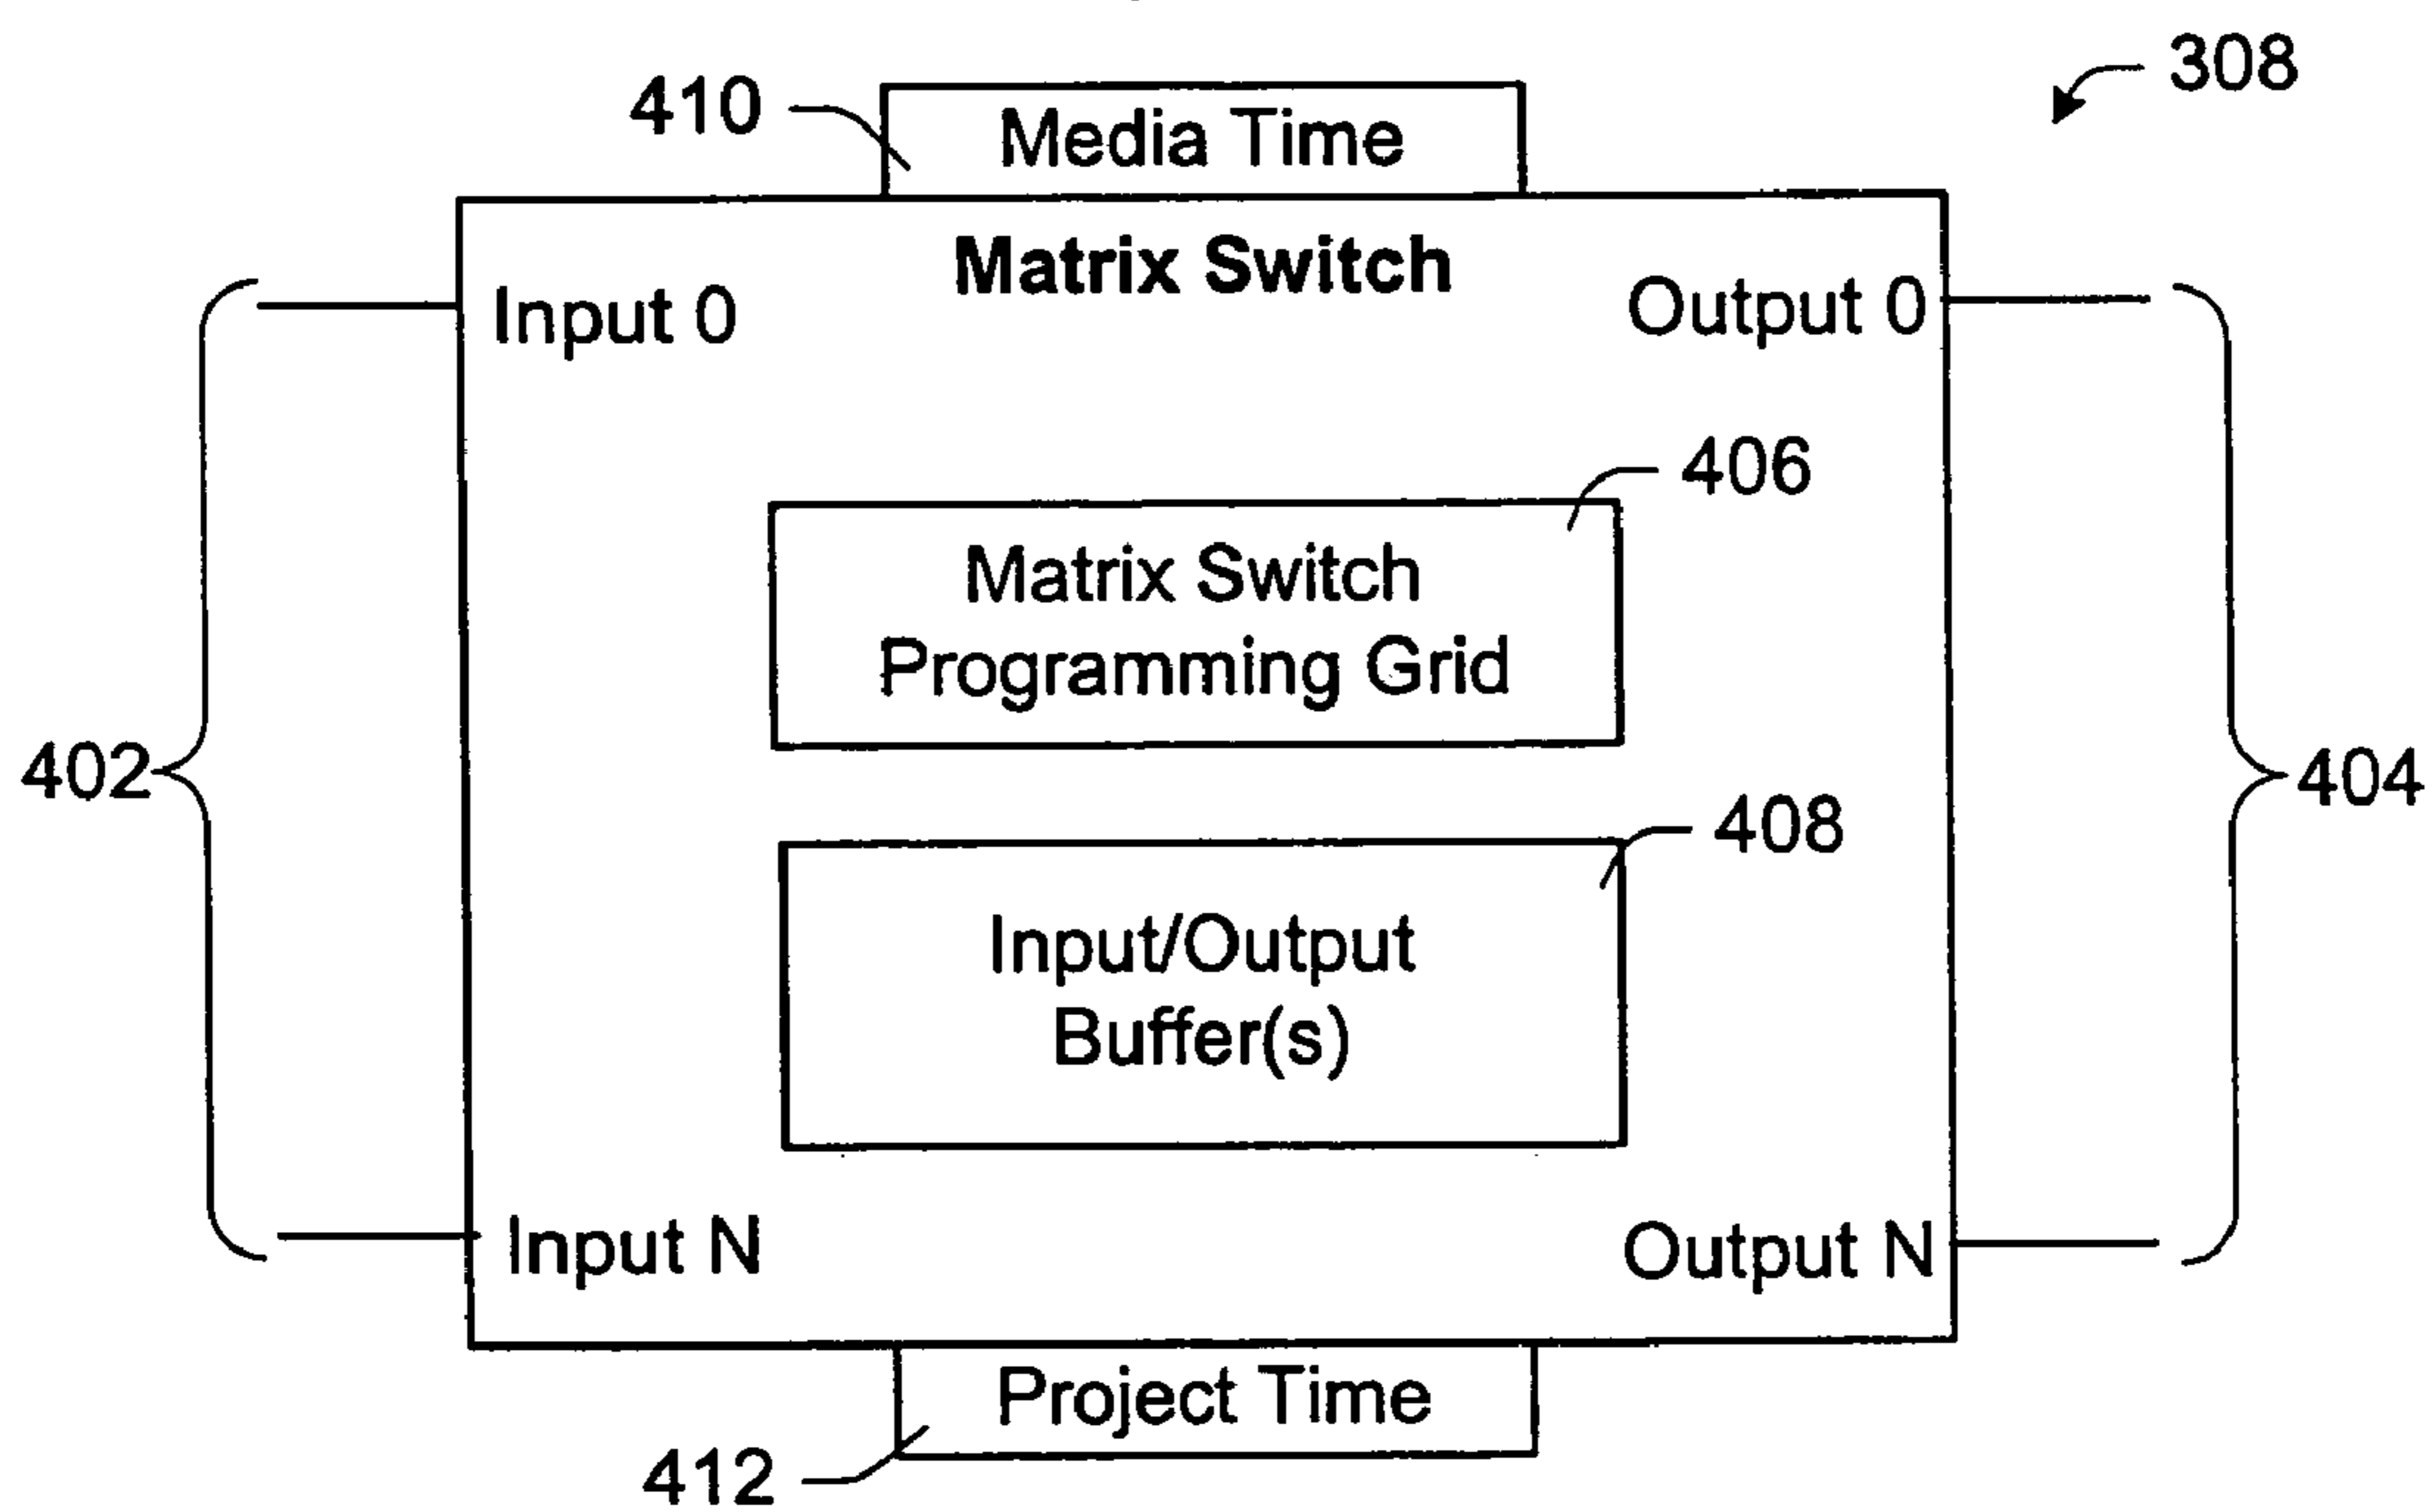 308
410
Media Time
Matrix Switch
Input 0
Output 0
406
Matrix Switch
Programming Grid
402
404
408
Input/Output
Buffer(s)
Input N
Output N
Project Time
412